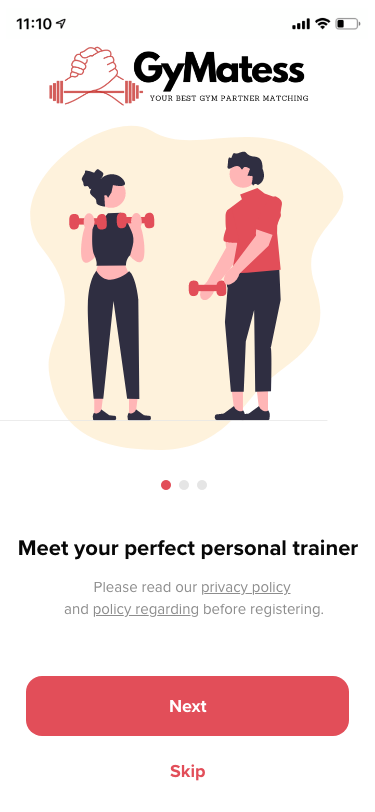 11:10
GyMatess
YOUR BEST GYM PARTNER MATCHING
Meet your perfect personal trainer
Please read our privacy policy
and policy regarding before registering.
Next
Skip